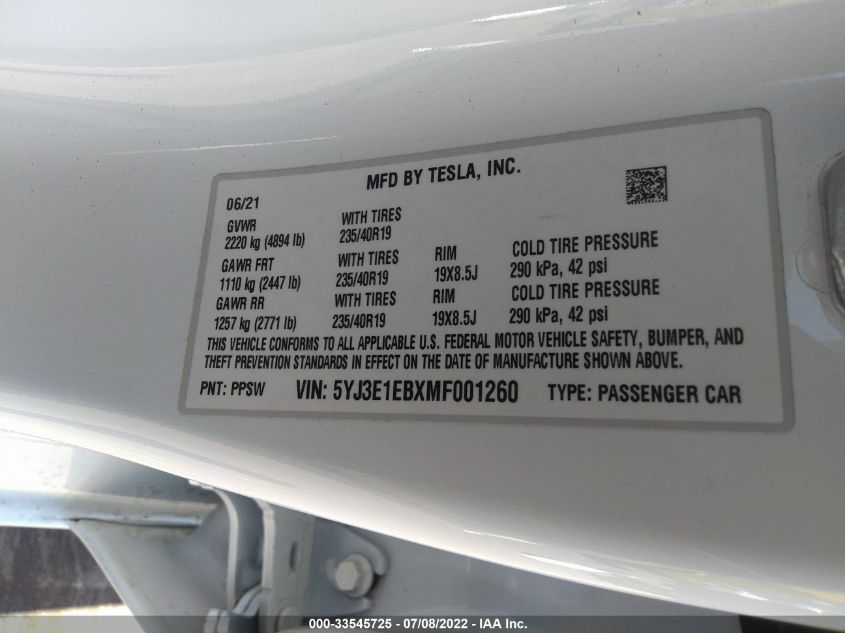 MFD BY TESLA, INC.
06/21
GVWR WITH TIRES
2220 kg (4894 lb) 235/40R19
GAWR FRT WITH TIRES RIM COLD TIRE PRESSURE
1110 kg (2447 lb) 235/40R19 19X8.5J 290 kPa, 42 psi
GAWR RR WITH TIRES RIM COLD TIRE PRESSURE
1257 kg (2771 lb) 235/40R19 19X8.5J 290 kPa, 42 psi
THIS VEHICLE CONFORMS TO ALL APPLICABLE U.S. FEDERAL MOTOR VEHICLE SAFETY, BUMPER, AND
THEFT PREVENTION STANDARDS IN EFFECT ON THE DATE OF MANUFACTURE SHOWN ABOVE.
PNT: PPSW VIN: 5YJ3E1EBXMF001260 TYPE: PASSENGER CAR
000-33545725 - 07/08/2022 - IAA Inc.